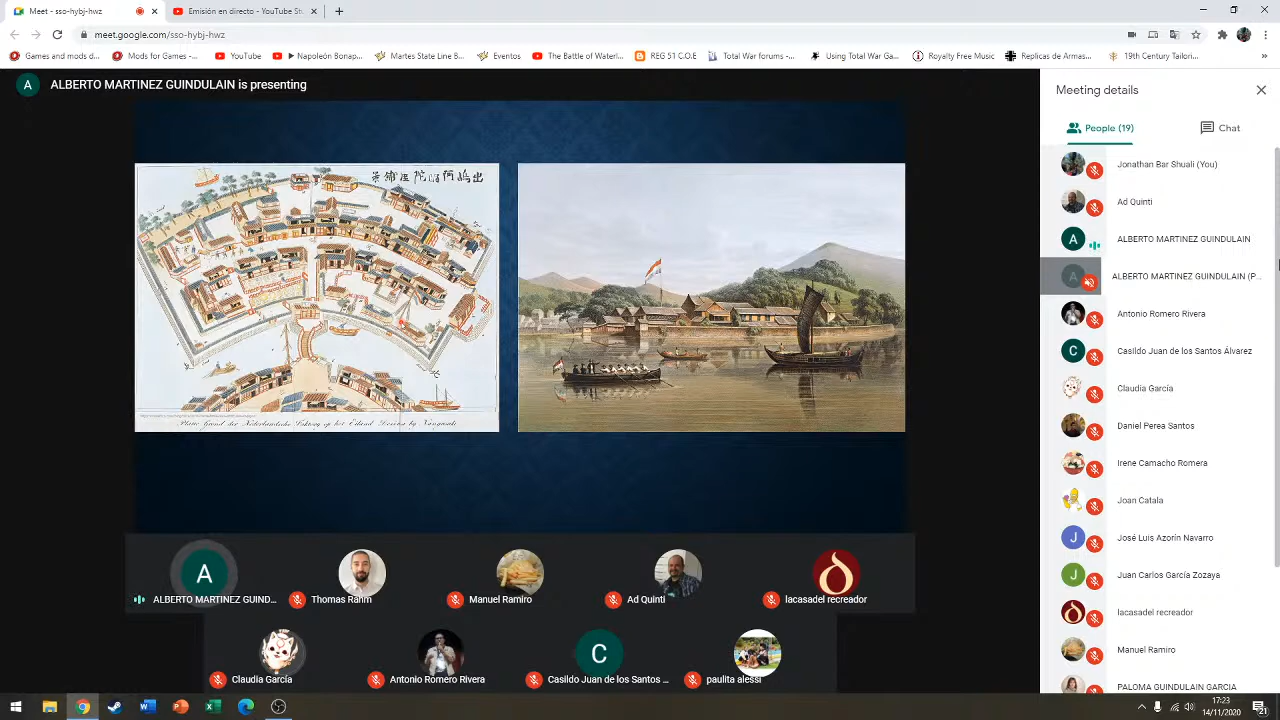 Meet - sso-hybj-hwz
Emisión en directo - YouTube St
meet.google.com/sso-hybj-hwz
Games and mods d...
Mods for Games -...
YouTube
▶ Napoleón Bonap...
Martes State Line B...
Eventos
The Battle of Waterl...
REG 51 C.O.E
Total War forums -...
Using Total War Ga...
Royalty Free Music
Replicas de Armas...
19th Century Tailori...
»
A
ALBERTO MARTINEZ GUINDULAIN is presenting
Meeting details
People (19)
Chat
Jonathan Bar Shuali (You)
Ad Quinti
A
ALBERTO MARTINEZ GUINDULAIN
A
ALBERTO MARTINEZ GUINDULAIN (P...
Antonio Romero Rivera
C
Casildo Juan de los Santos Álvarez
Claudia García
Daniel Perea Santos
Irene Camacho Romera
Joan Catala
J
José Luis Azorín Navarro
J
Juan Carlos García Zozaya
lacasadel recreador
Manuel Ramiro
PALOMA GUINDULAIN GARCIA
A
ALBERTO MARTINEZ GUIND...
Thomas Rahm
Manuel Ramiro
Ad Quinti
lacasadel recreador
Claudia García
Antonio Romero Rivera
C
Casildo Juan de los Santos ...
paulita alessi
17:23
14/11/2020
21